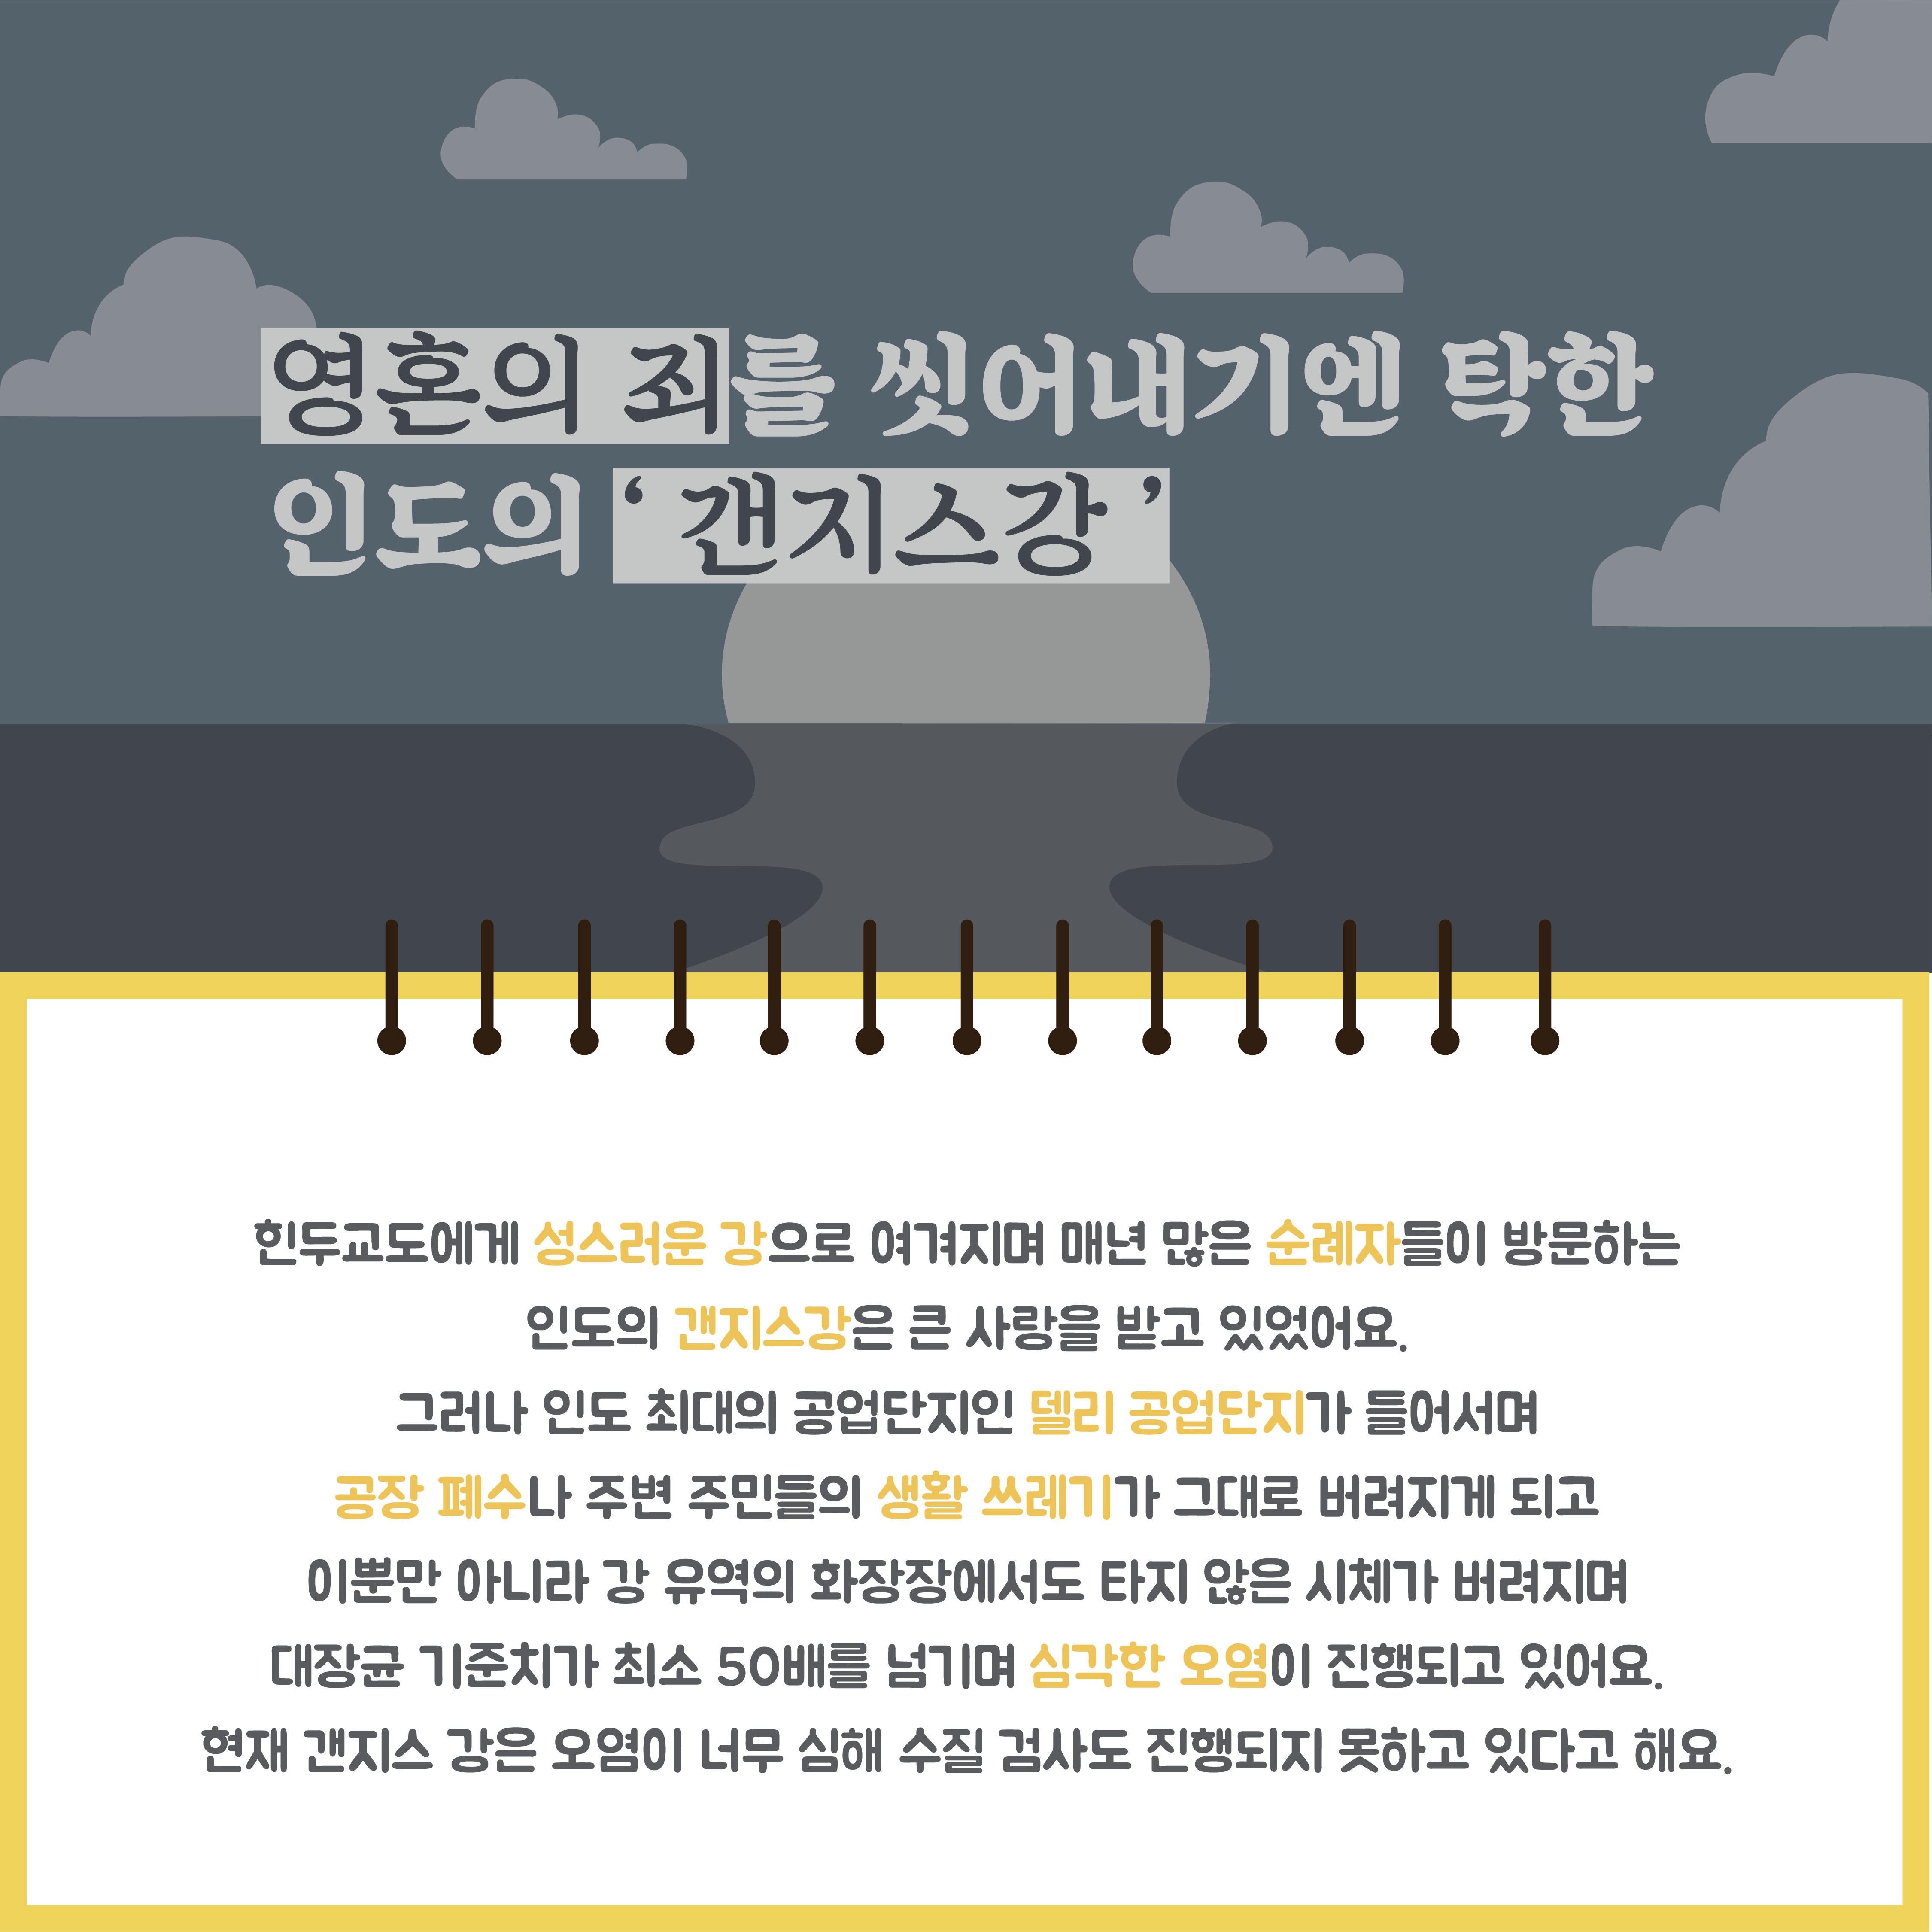 영혼의 죄를 씻어내기엔 탁한
인도의 ‘ 갠지스강 ’
힌두교도에게 성스러운 강으로 여겨지며 매년 많은 순례자들이 방문하는
인도의 갠지스강은 큰 사랑을 받고 있었어요.
그러나 인도 최대의 공업단지인 델리 공업단지가 들어서며
공장 폐수나 주변 주민들의 생활 쓰레기가 그대로 버려지게 되고
이뿐만 아니라 강 유역의 화장장에서도 타지 않은 시체가 버려지며
대장균 기준치가 최소 50배를 넘기며 심각한 오염이 진행되고 있어요.
현재 갠지스 강은 오염이 너무 심해 수질 검사도 진행되지 못하고 있다고 해요.